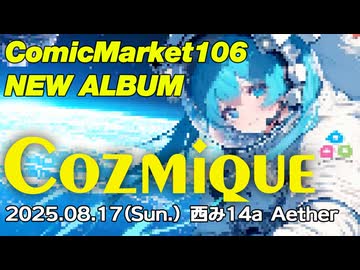 ComicMarket106
NEW ALBUM
COZMIQUE
2025.08.17(Sun.) 西み14a Aether